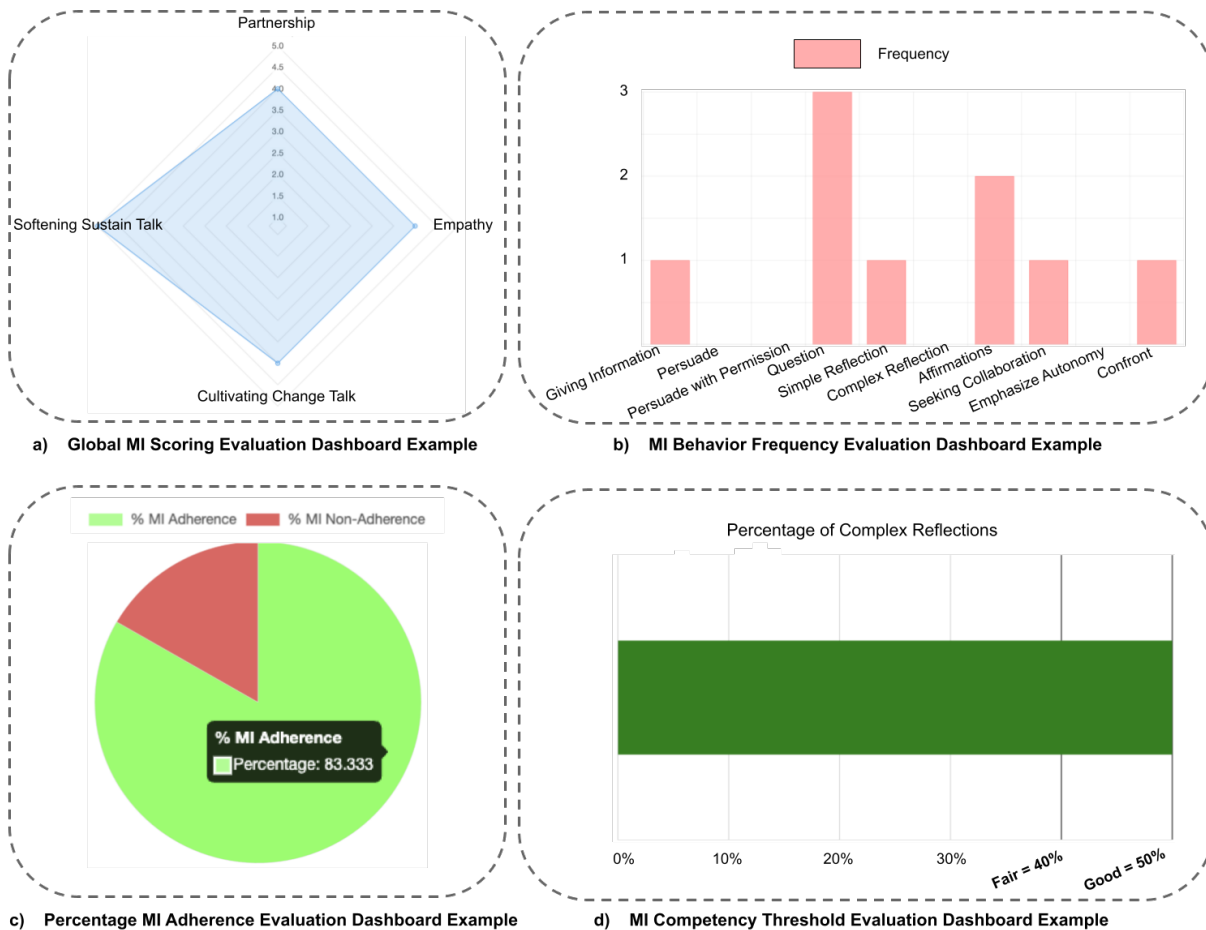 Partnership
5.0
4.5
4.0
3.5
3.0
2.5
2.0
1.5
1.0
Softening Sustain Talk
Empathy
Cultivating Change Talk
a) Global MI Scoring Evaluation Dashboard Example
Frequency
3
2
1
Giving Information
Persuade
Persuade with Permission
Question
Simple Reflection
Complex Reflection
Affirmations
Seeking Collaboration
Emphasize Autonomy
Confront
b) MI Behavior Frequency Evaluation Dashboard Example
% MI Adherence % MI Non-Adherence
% MI Adherence
Percentage: 83.333
c) Percentage MI Adherence Evaluation Dashboard Example
Percentage of Complex Reflections
0% 10% 20% 30% Fair = 40% Good = 50%
d) MI Competency Threshold Evaluation Dashboard Example